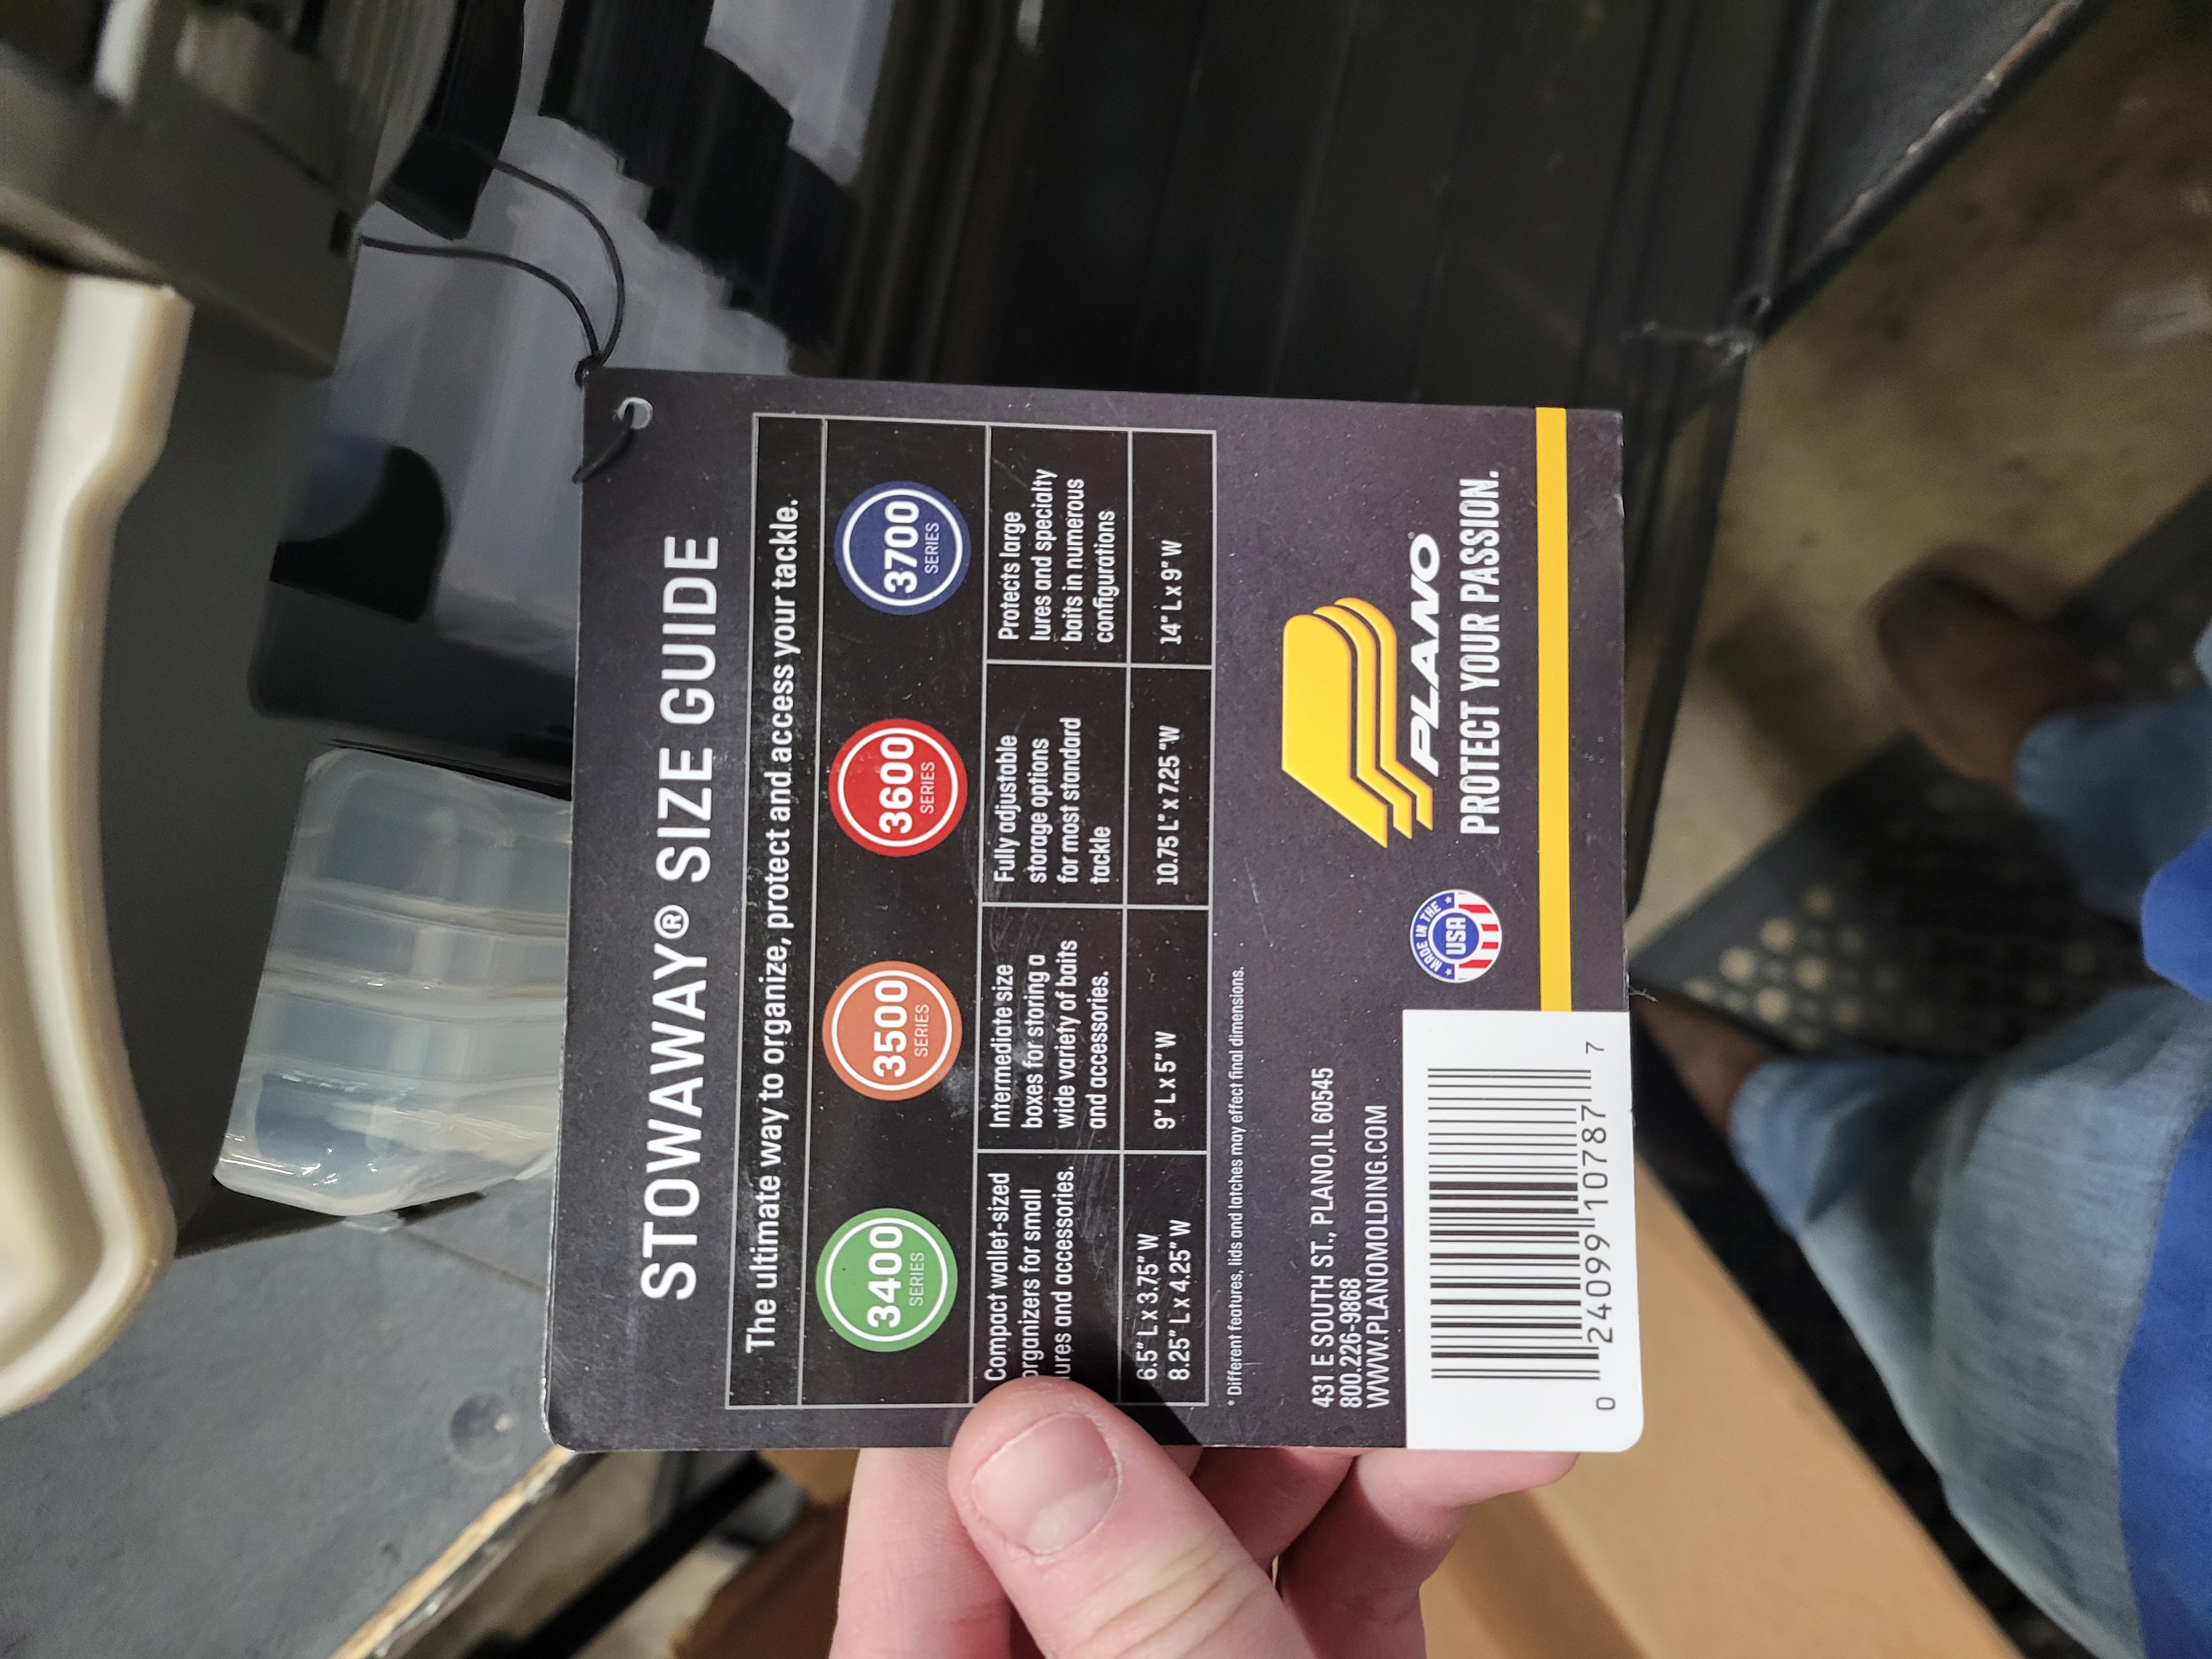 STOWAWAY® SIZE GUIDE
The ultimate way to organize, protect and access your tackle.
3400
SERIES
3500
SERIES
3600
SERIES
3700
SERIES
Compact wallet-sized
organizers for small
lures and accessories.
Intermediate size
boxes for storing a
wide variety of baits
and accessories.
Fully adjustable
storage options
for most standard
tackle
Protects large
lures and specialty
baits in numerous
configurations
6.5" L x 3.75" W
8.25" L x 4.25" W
9" L x 5" W
10.75 L" x 7.25 "W
14" L x 9" W
* Different features, lids and latches may effect final dimensions.
431 E SOUTH ST., PLANO, IL 60545
800.226-9868
WWW.PLANOMOLDING.COM
MADE IN THE
USA
PLANO
PROTECT YOUR PASSION.
0 24099 10787 7